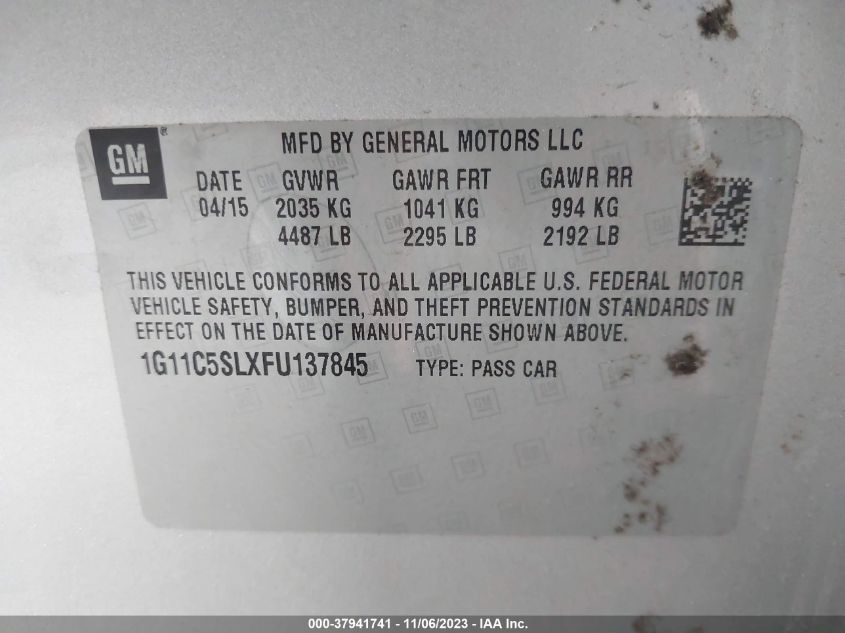 GM ®
MFD BY GENERAL MOTORS LLC
DATE GVWR GAWR FRT GAWR RR
04/15 2035 KG 1041 KG 994 KG
4487 LB 2295 LB 2192 LB
THIS VEHICLE CONFORMS TO ALL APPLICABLE U.S. FEDERAL MOTOR
VEHICLE SAFETY, BUMPER, AND THEFT PREVENTION STANDARDS IN
EFFECT ON THE DATE OF MANUFACTURE SHOWN ABOVE.
1G11C5SLXFU137845 TYPE: PASS CAR
000-37941741 - 11/06/2023 - IAA Inc.